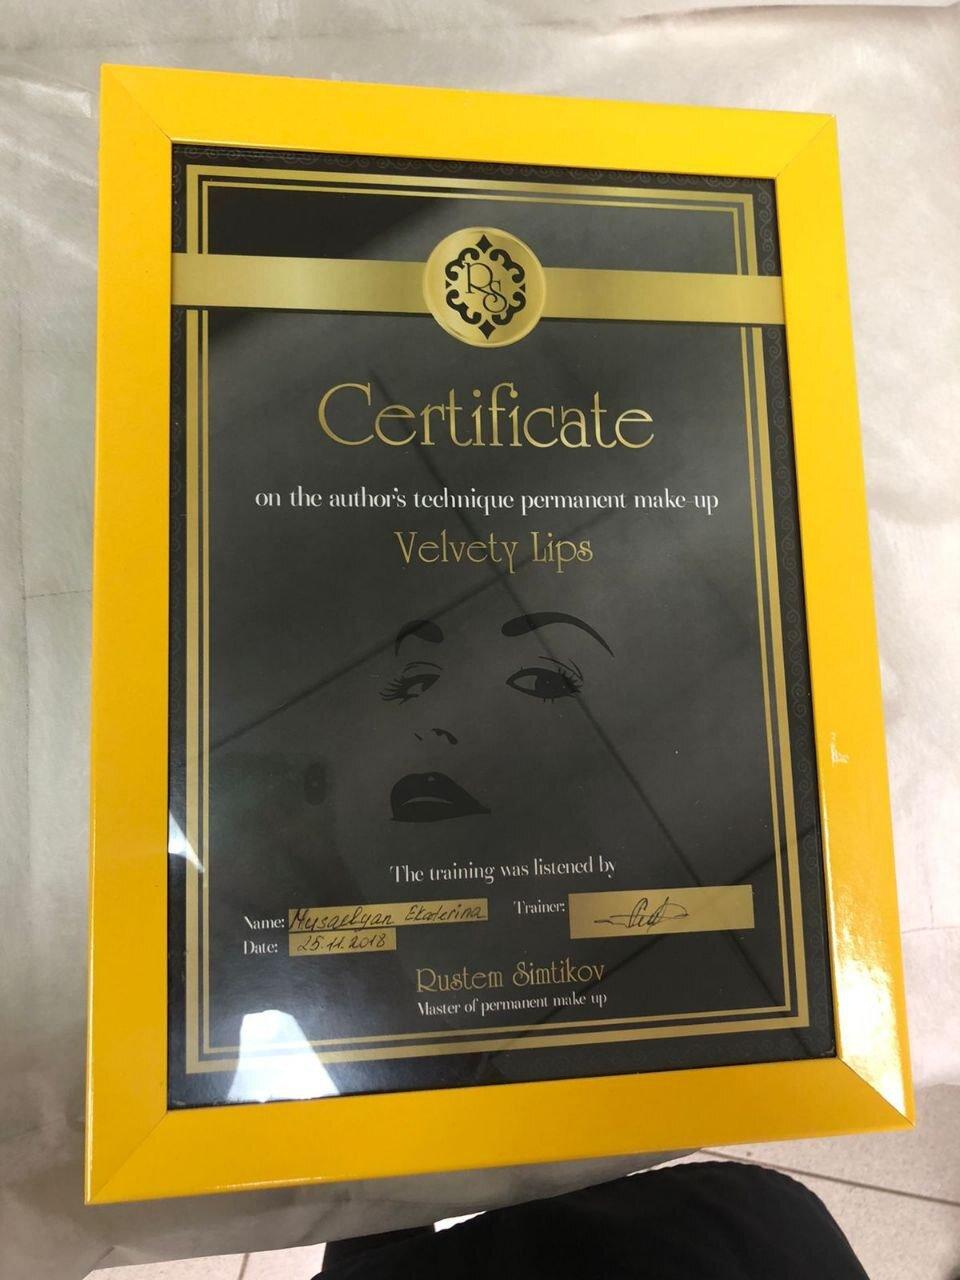 RS
Certificate
on the author's technique permanent make-up
Velvety Lips
The training was listened by
Name: Musaelyan Ekaterina
Trainer:
Date: 25.11.2018
Rustem Simtikov
Master of permanent make up